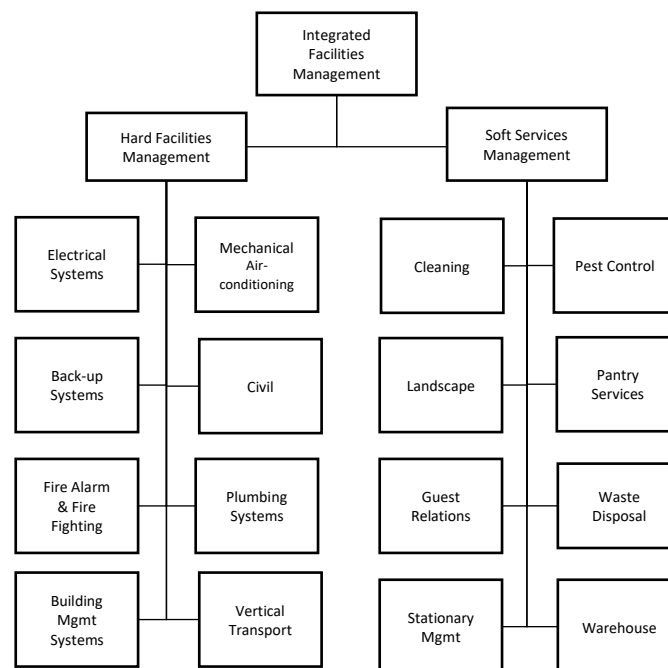 Integrated
Facilities
Management
Hard Facilities
Management
Soft Services
Management
Electrical
Systems
Mechanical
Air-
conditioning
Cleaning
Pest Control
Back-up
Systems
Civil
Landscape
Pantry
Services
Fire Alarm
& Fire
Fighting
Plumbing
Systems
Guest
Relations
Waste
Disposal
Building
Mgmt
Systems
Vertical
Transport
Stationary
Mgmt
Warehouse